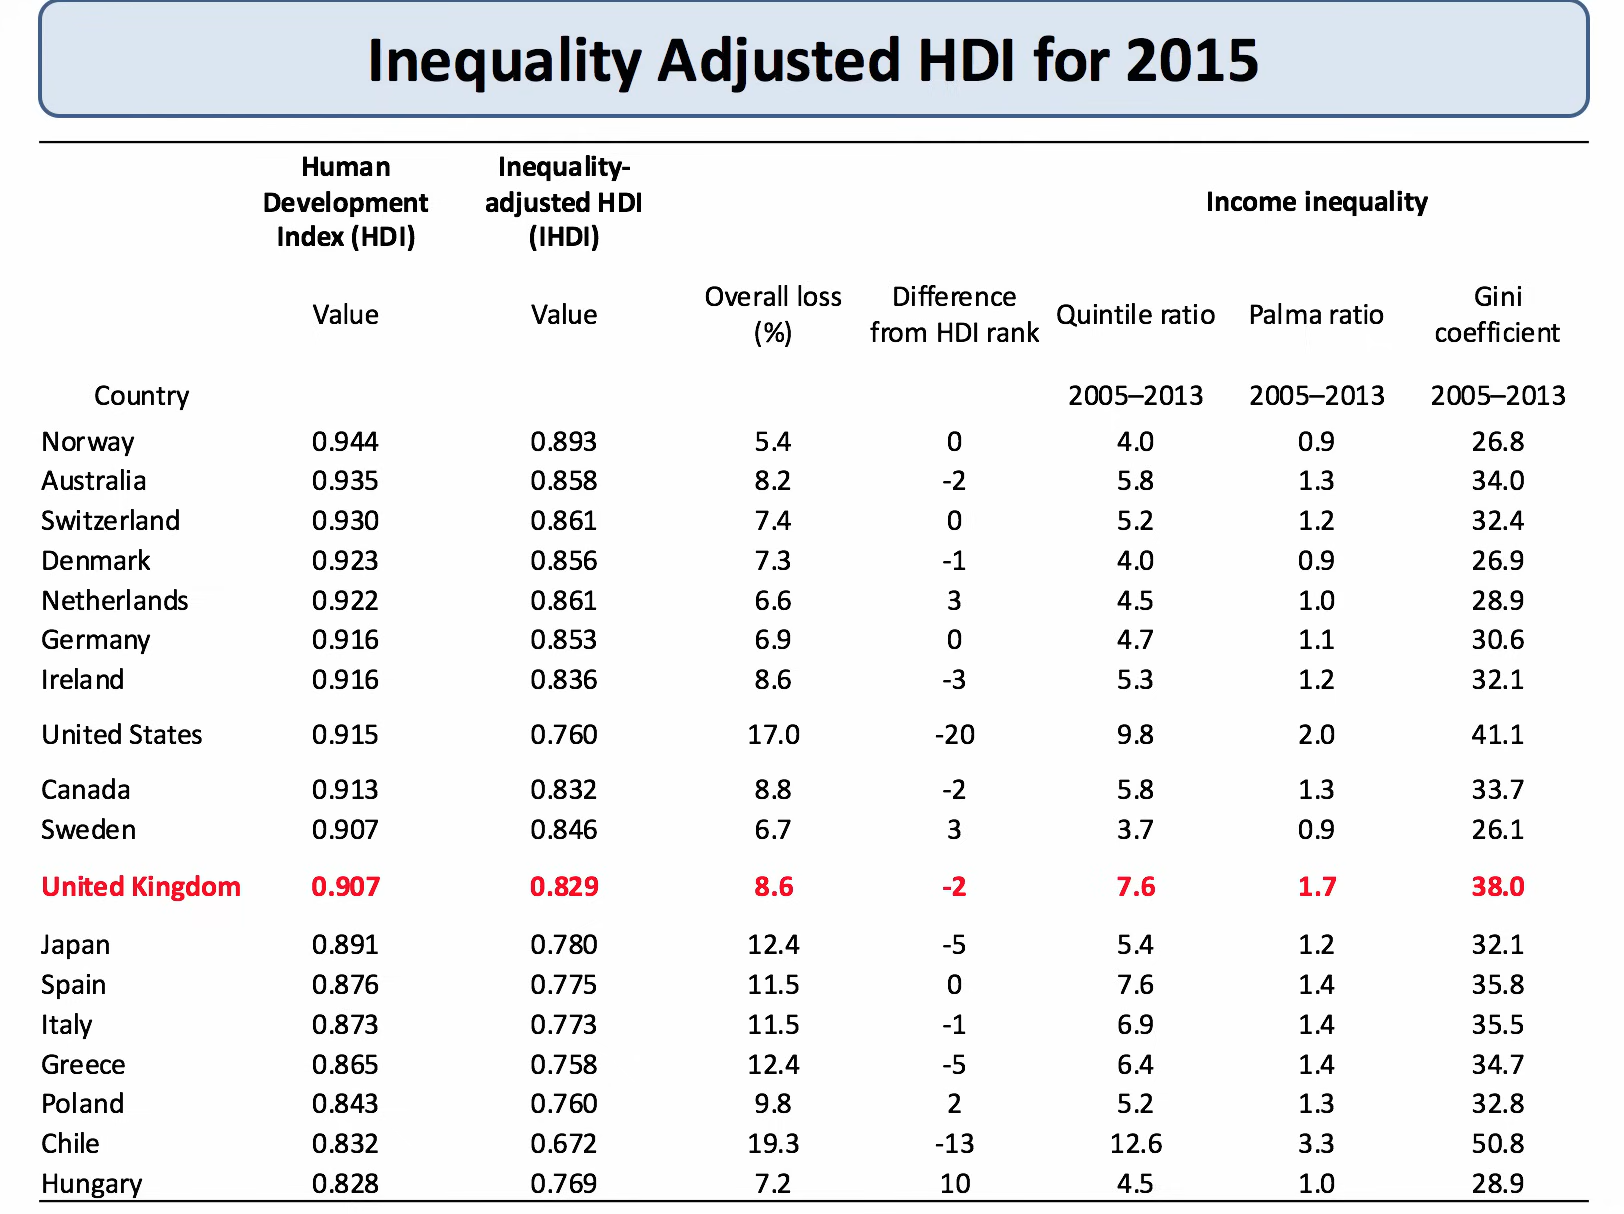 Inequality Adjusted HDI for 2015
Human Development Index (HDI) Inequality-adjusted HDI (IHDI) Income inequality
Value Value Overall loss (%) Difference from HDI rank Quintile ratio Palma ratio Gini coefficient
Country 2005–2013 2005–2013 2005–2013
Norway 0.944 0.893 5.4 0 4.0 0.9 26.8
Australia 0.935 0.858 8.2 -2 5.8 1.3 34.0
Switzerland 0.930 0.861 7.4 0 5.2 1.2 32.4
Denmark 0.923 0.856 7.3 -1 4.0 0.9 26.9
Netherlands 0.922 0.861 6.6 3 4.5 1.0 28.9
Germany 0.916 0.853 6.9 0 4.7 1.1 30.6
Ireland 0.916 0.836 8.6 -3 5.3 1.2 32.1
United States 0.915 0.760 17.0 -20 9.8 2.0 41.1
Canada 0.913 0.832 8.8 -2 5.8 1.3 33.7
Sweden 0.907 0.846 6.7 3 3.7 0.9 26.1
United Kingdom 0.907 0.829 8.6 -2 7.6 1.7 38.0
Japan 0.891 0.780 12.4 -5 5.4 1.2 32.1
Spain 0.876 0.775 11.5 0 7.6 1.4 35.8
Italy 0.873 0.773 11.5 -1 6.9 1.4 35.5
Greece 0.865 0.758 12.4 -5 6.4 1.4 34.7
Poland 0.843 0.760 9.8 2 5.2 1.3 32.8
Chile 0.832 0.672 19.3 -13 12.6 3.3 50.8
Hungary 0.828 0.769 7.2 10 4.5 1.0 28.9